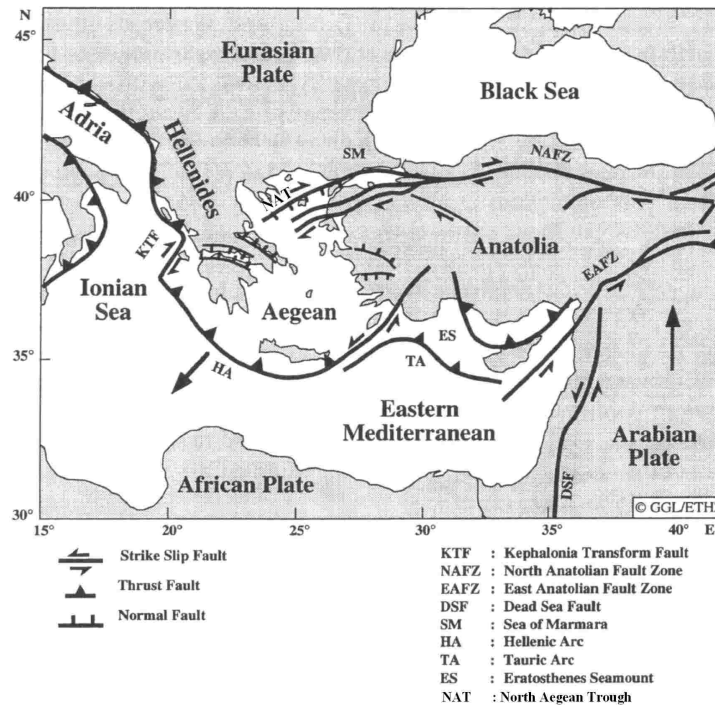 N
45°
40°
35°
30°
15°
20°
25°
30°
35°
40°
E
Eurasian
Plate
Black Sea
Adria
Hellenides
SM
NAFZ
NAT
KTF
Anatolia
EAFZ
Ionian
Sea
Aegean
ES
HA
TA
Eastern
Mediterranean
Arabian
Plate
African Plate
DSF
© GGL/ETH
Strike Slip Fault
Thrust Fault
Normal Fault
KTF : Kephalonia Transform Fault
NAFZ : North Anatolian Fault Zone
EAFZ : East Anatolian Fault Zone
DSF : Dead Sea Fault
SM : Sea of Marmara
HA : Hellenic Arc
TA : Tauric Arc
ES : Eratosthenes Seamount
NAT : North Aegean Trough